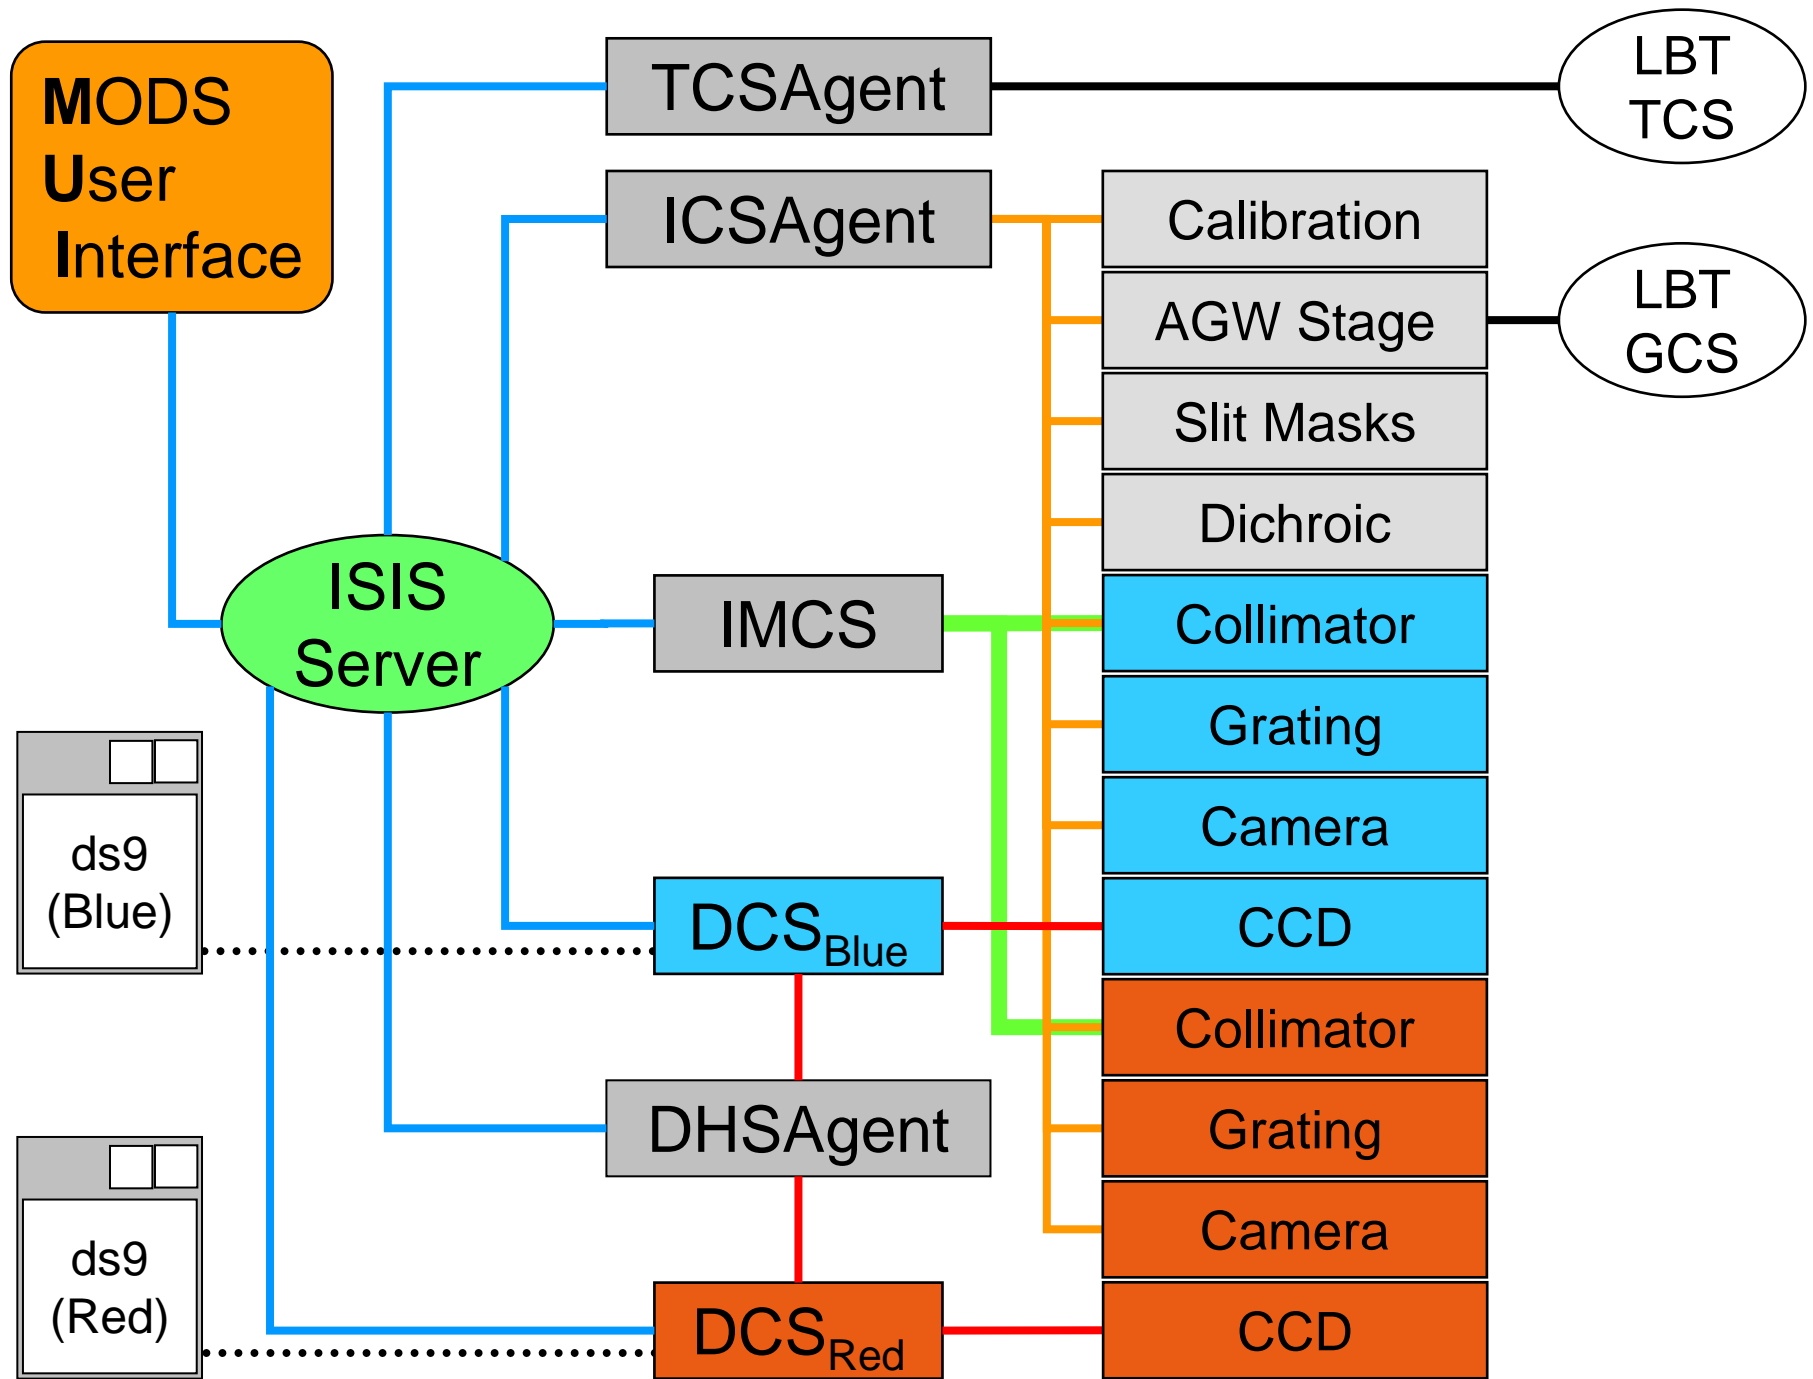 MODS
User
Interface
TCSAgent
LBT
TCS
ICSAgent
Calibration
AGW Stage
LBT
GCS
Slit Masks
Dichroic
ISIS
Server
IMCS
Collimator
Grating
Camera
ds9
(Blue)
DCSBlue
CCD
Collimator
DHSAgent
Grating
Camera
ds9
(Red)
DCSRed
CCD